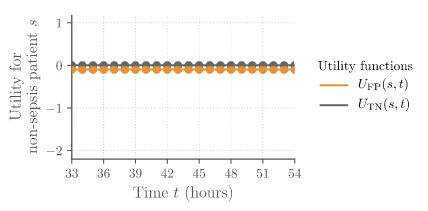 Utility for
non-sepsis patient s
1
0
−1
−2
33 36 39 42 45 48 51 54
Time t (hours)
Utility functions
U_FP(s, t)
U_TN(s, t)